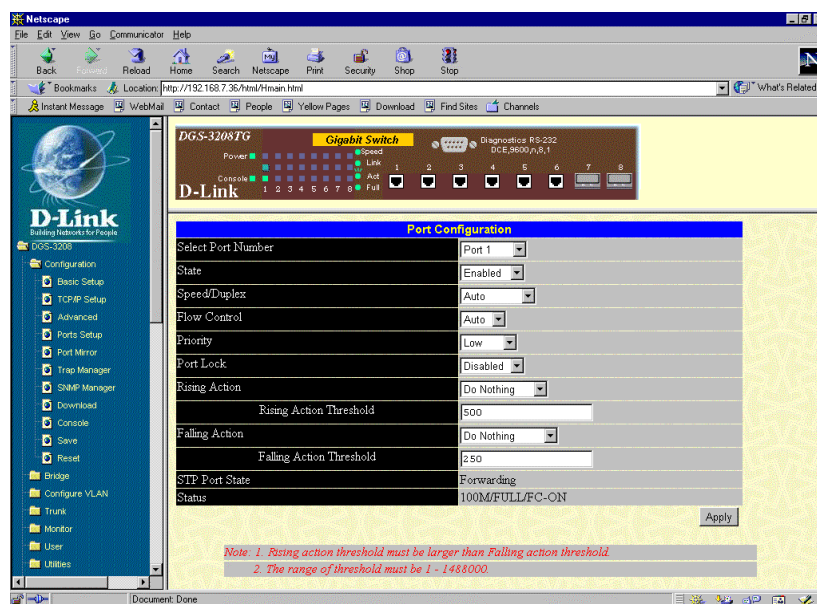 Netscape
File Edit View Go Communicator Help
Back Forward Reload Home Search Netscape Print Security Shop Stop
Bookmarks Location: http://192.168.7.36/html/Hmain.html What's Related
Instant Message WebMail Contact People Yellow Pages Download Find Sites Channels
DGS-3208TG Gigabit Switch Diagnostics RS-232
DCE,9600,n,8,1
Power Speed
Link
Console Act
Full
D-Link 1 2 3 4 5 6 7 8
1 2 3 4 5 6 7 8
D-Link
Building Networks for People
DGS-3208
Configuration
Basic Setup
TCP/IP Setup
Advanced
Ports Setup
Port Mirror
Trap Manager
SNMP Manager
Download
Console
Save
Reset
Bridge
Configure VLAN
Trunk
Monitor
User
Utilities
Port Configuration
Select Port Number Port 1
State Enabled
Speed/Duplex Auto
Flow Control Auto
Priority Low
Port Lock Disabled
Rising Action Do Nothing
Rising Action Threshold 500
Falling Action Do Nothing
Falling Action Threshold 250
STP Port State Forwarding
Status 100M/FULL/FC-ON
Apply
Note: 1. Rising action threshold must be larger than Falling action threshold.
2. The range of threshold must be 1 - 1488000.
Document: Done